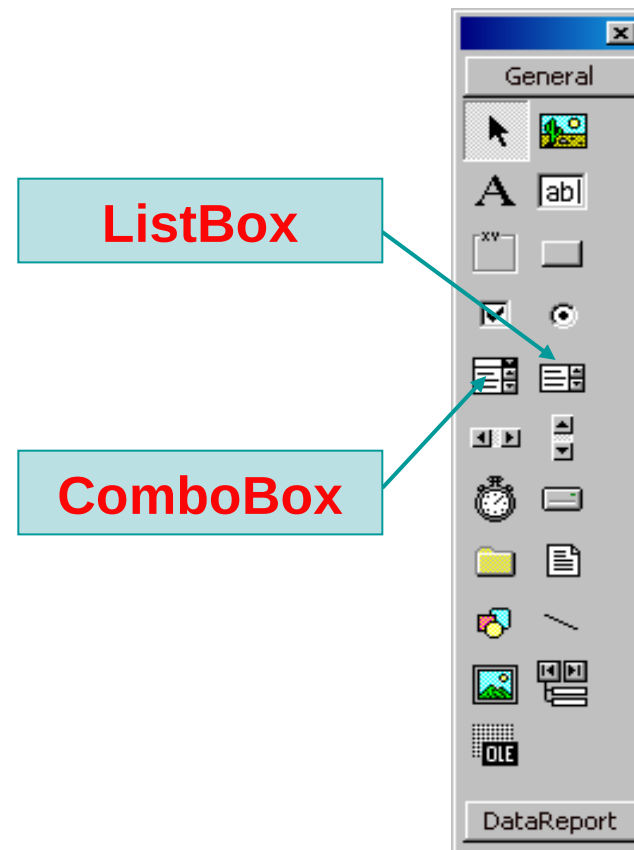 General
A
abl
xv
ListBox
ComboBox
OLE
DataReport